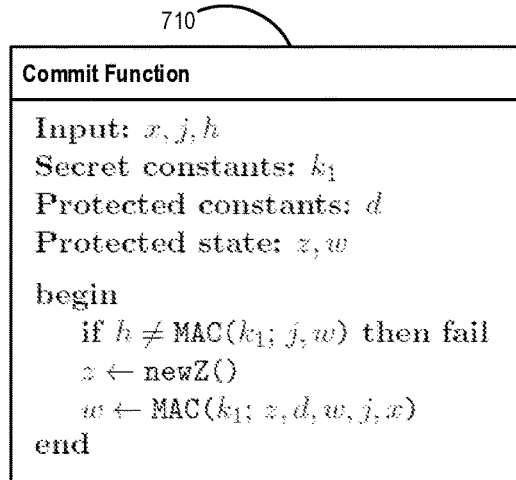 710
Commit Function
Input: x, j, h
Secret constants: k₁
Protected constants: d
Protected state: z, w
begin
if h ≠ MAC(k₁; j, w) then fail
z ← newZ()
w ← MAC(k₁; z, d, w, j, x)
end